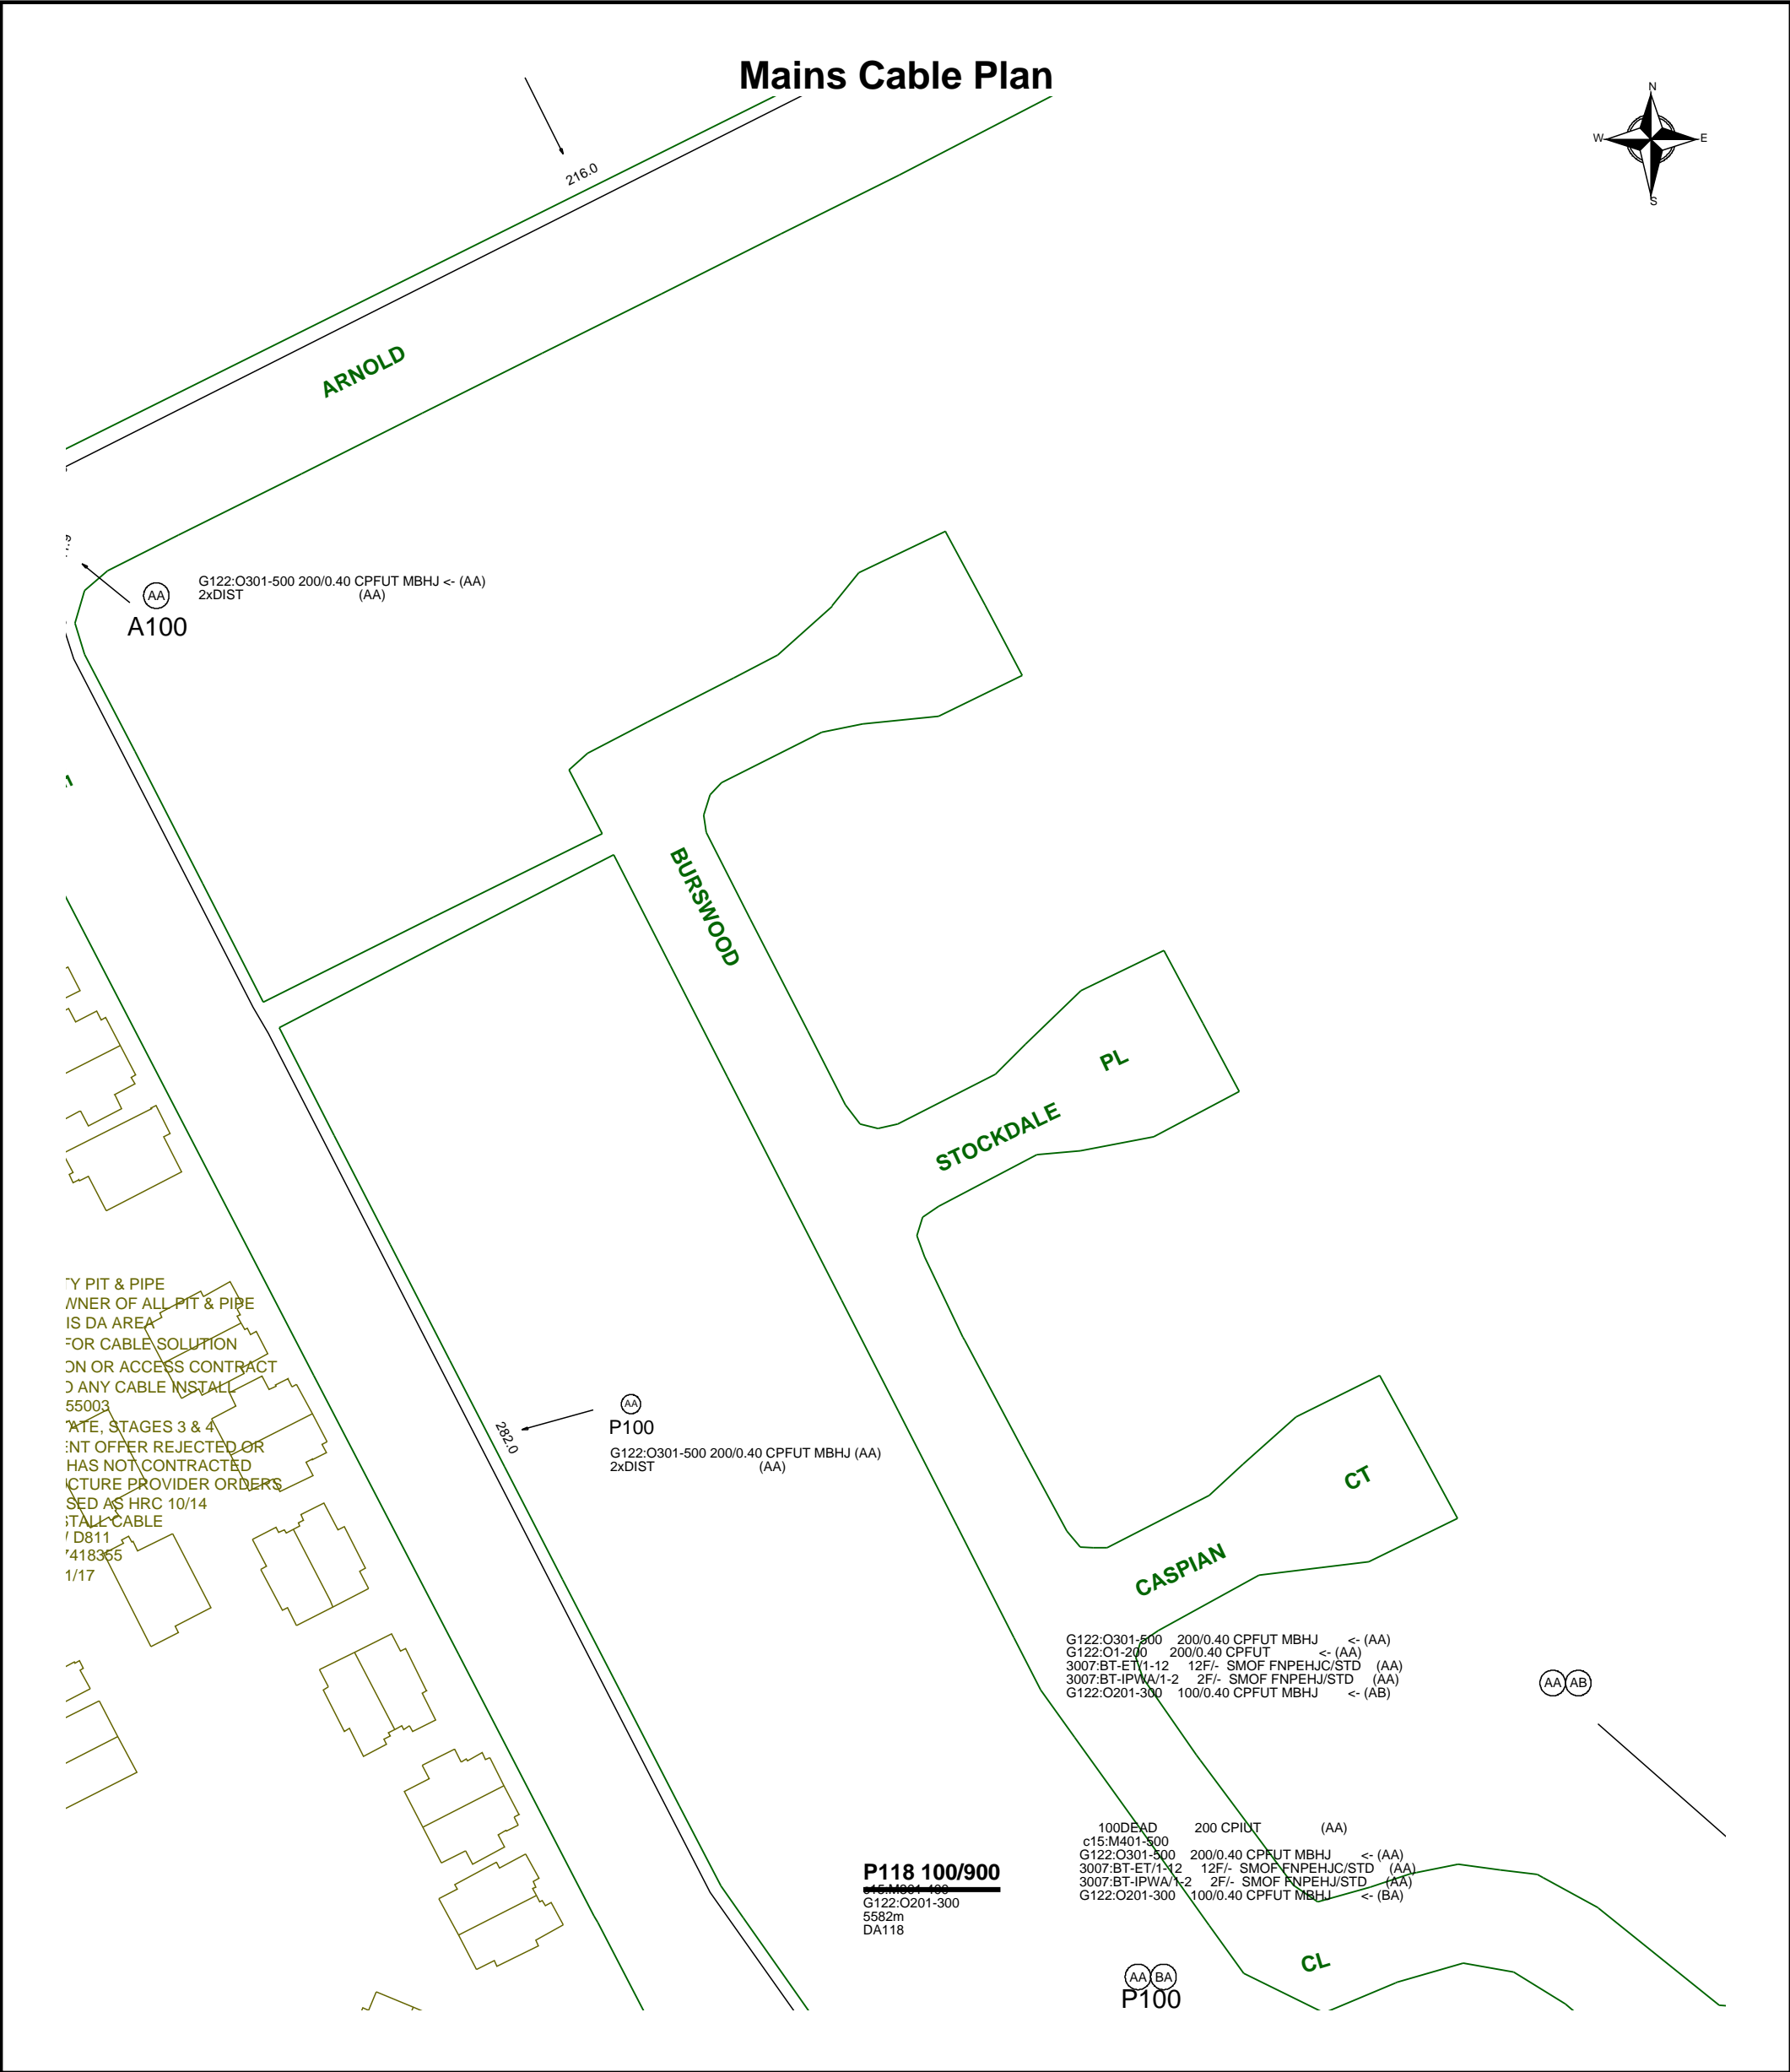 Mains Cable Plan
N
W
E
S
216.0
ARNOLD
AA
A100
G122:O301-500 200/0.40 CPFUT MBHJ <- (AA)
2xDIST (AA)
BURSWOOD
PL
STOCKDALE
TY PIT & PIPE
WNER OF ALL PIT & PIPE
IS DA AREA
FOR CABLE SOLUTION
ON OR ACCESS CONTRACT
O ANY CABLE INSTALL
55003
ATE, STAGES 3 & 4
ENT OFFER REJECTED OR
HAS NOT CONTRACTED
CTURE PROVIDER ORDERS
SED AS HRC 10/14
STALL CABLE
/ D811
7418355
1/17
282.0
AA
P100
G122:O301-500 200/0.40 CPFUT MBHJ (AA)
2xDIST (AA)
CT
CASPIAN
G122:O301-500 200/0.40 CPFUT MBHJ <- (AA)
G122:O1-200 200/0.40 CPFUT <- (AA)
3007:BT-ET/1-12 12F/- SMOF FNPEHJC/STD (AA)
3007:BT-IPWA/1-2 2F/- SMOF FNPEHJ/STD (AA)
G122:O201-300 100/0.40 CPFUT MBHJ <- (AB)
AA AB
100DEAD 200 CPIUT (AA)
c15:M401-500
G122:O301-500 200/0.40 CPFUT MBHJ <- (AA)
3007:BT-ET/1-12 12F/- SMOF FNPEHJC/STD (AA)
3007:BT-IPWA/1-2 2F/- SMOF FNPEHJ/STD (AA)
G122:O201-300 100/0.40 CPFUT MBHJ <- (BA)
P118 100/900
G122:O201-300
5582m
DA118
CL
AA BA
P100